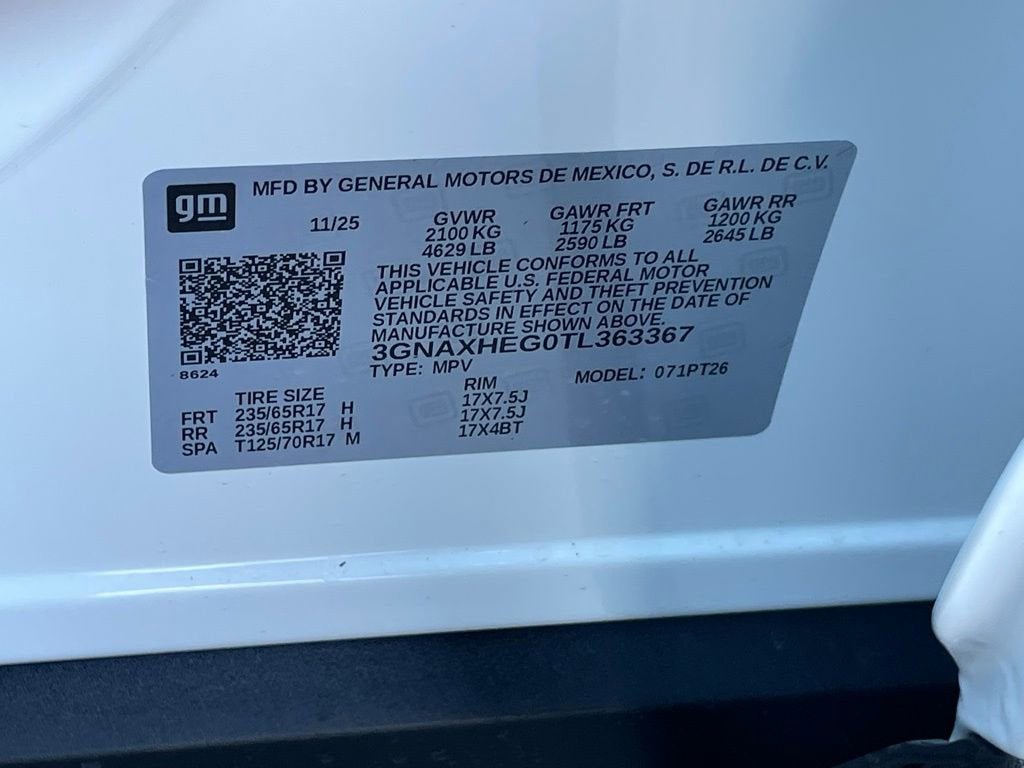 gm MFD BY GENERAL MOTORS DE MEXICO, S. DE R.L. DE C.V.
11/25 GVWR GAWR FRT GAWR RR
2100 KG 1175 KG 1200 KG
4629 LB 2590 LB 2645 LB
THIS VEHICLE CONFORMS TO ALL
APPLICABLE U.S. FEDERAL MOTOR
VEHICLE SAFETY AND THEFT PREVENTION
STANDARDS IN EFFECT ON THE DATE OF
MANUFACTURE SHOWN ABOVE.
3GNAXHEG0TL363367
8624 TYPE: MPV MODEL: 071PT26
TIRE SIZE RIM
FRT 235/65R17 H 17X7.5J
RR 235/65R17 H 17X7.5J
SPA T125/70R17 M 17X4BT